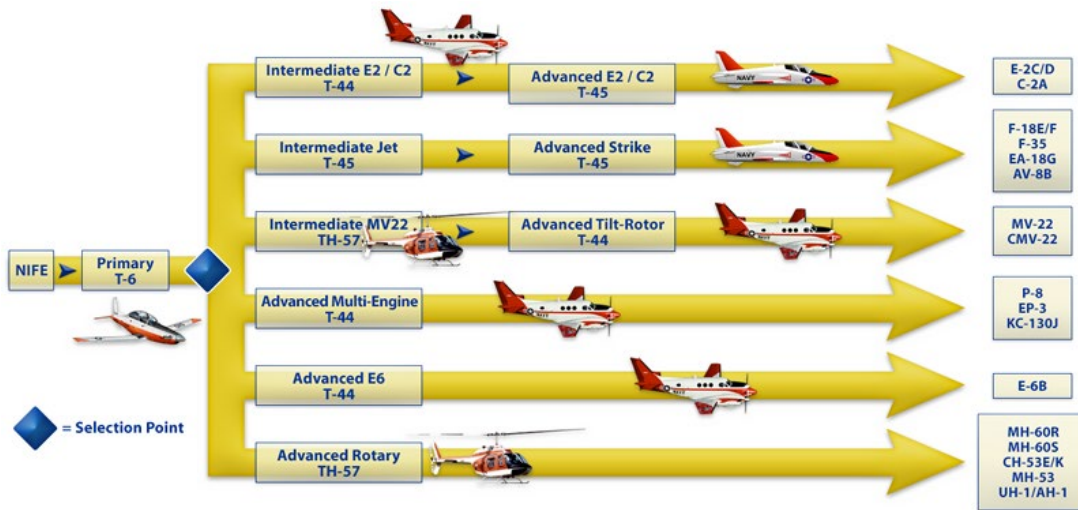 NIFE
Primary
T-6
= Selection Point
Intermediate E2 / C2
T-44
Advanced E2 / C2
T-45
NAVY
E-2C/D
C-2A
Intermediate Jet
T-45
Advanced Strike
T-45
NAVY
F-18E/F
F-35
EA-18G
AV-8B
Intermediate MV22
TH-57
Advanced Tilt-Rotor
T-44
MV-22
CMV-22
Advanced Multi-Engine
T-44
P-8
EP-3
KC-130J
Advanced E6
T-44
E-6B
Advanced Rotary
TH-57
MH-60R
MH-60S
CH-53E/K
MH-53
UH-1/AH-1